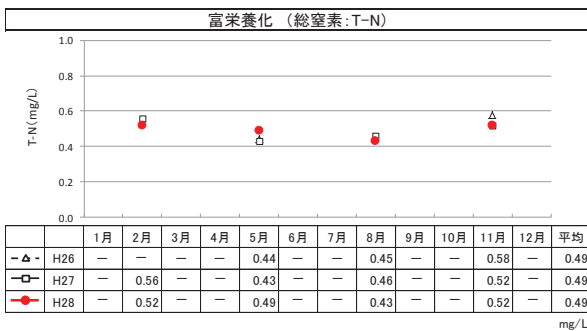 富栄養化 （総窒素：T-N）
1.0
0.8
0.6
0.4
0.2
0.0
T-N(mg/L)
1月 2月 3月 4月 5月 6月 7月 8月 9月 10月 11月 12月 平均
H26 － － － － 0.44 － － 0.45 － － 0.58 － 0.49
H27 － 0.56 － － 0.43 － － 0.46 － － 0.52 － 0.49
H28 － 0.52 － － 0.49 － － 0.43 － － 0.52 － 0.49
mg/L